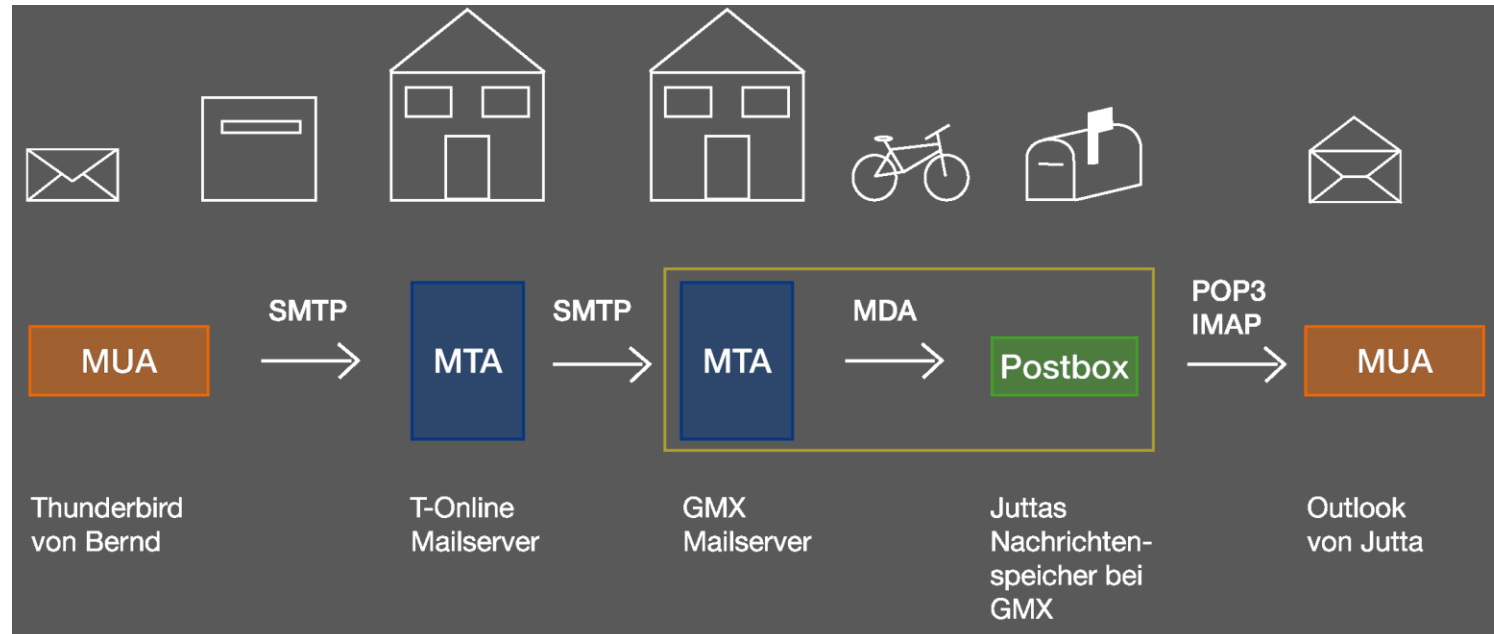 SMTP
SMTP
MDA
POP3
IMAP
MUA
MTA
MTA
Postbox
MUA
Thunderbird
von Bernd
T-Online
Mailserver
GMX
Mailserver
Juttas
Nachrichten-
speicher bei
GMX
Outlook
von Jutta